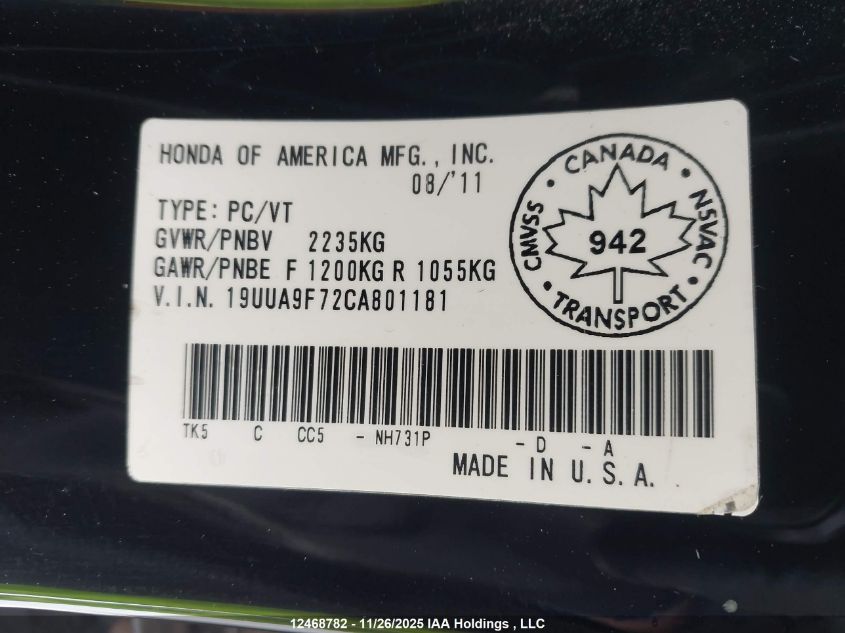 HONDA OF AMERICA MFG., INC.
08/'11
TYPE: PC/VT
GVWR/PNBV 2235KG
GAWR/PNBE F 1200KG R 1055KG
V.I.N. 19UUA9F72CA801181
CANADA
CMVSS
NSVAC
942
TRANSPORT
TK5 C CC5 - NH731P - D - A
MADE IN U.S.A.
12468782 - 11/26/2025 IAA Holdings , LLC